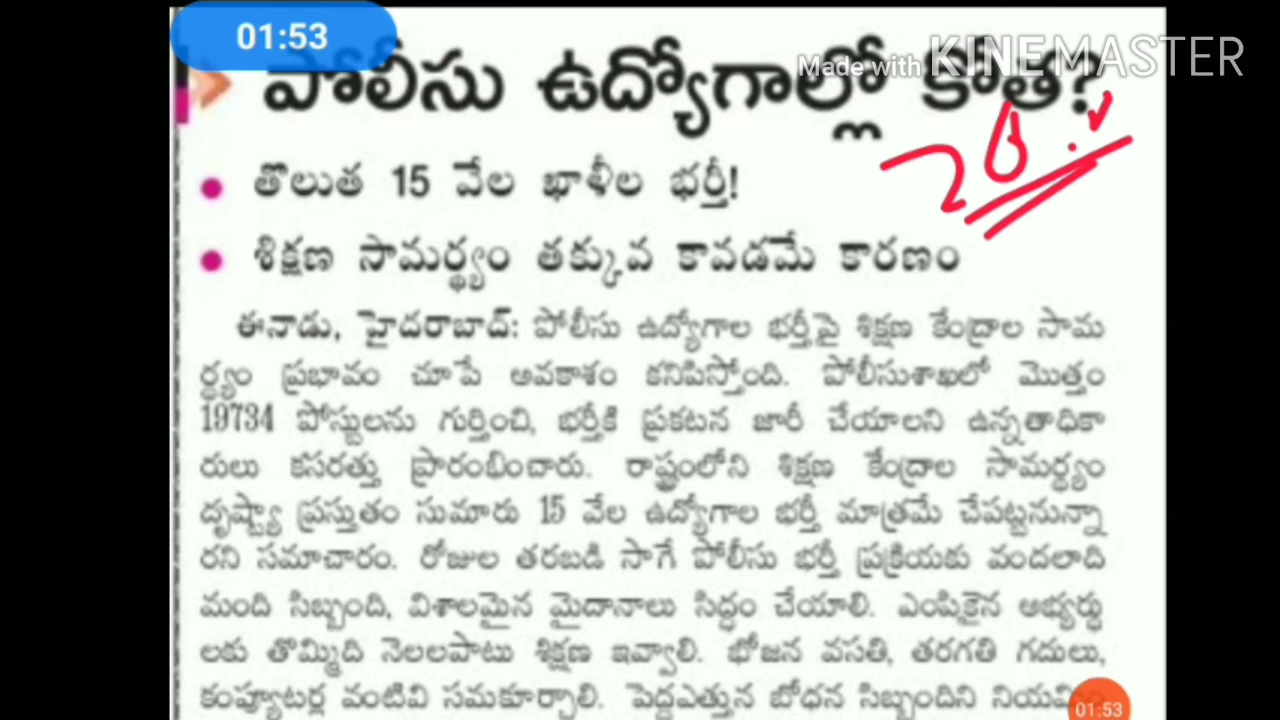 01:53
Made with KINEMASTER
పోలీసు ఉద్యోగాల్లో కోత?
తొలుత 15 వేల ఖాళీల భర్తీ!
శిక్షణ సామర్థ్యం తక్కువ కావడమే కారణం
ఈనాడు, హైదరాబాద్: పోలీసు ఉద్యోగాల భర్తీపై శిక్షణ కేంద్రాల సామ
ర్థ్యం ప్రభావం చూపే అవకాశం కనిపిస్తోంది. పోలీసుశాఖలో మొత్తం
19734 పోస్టులను గుర్తించి, భర్తీకి ప్రకటన జారీ చేయాలని ఉన్నతాధికా
రులు కసరత్తు ప్రారంభించారు. రాష్ట్రంలోని శిక్షణ కేంద్రాల సామర్థ్యం
దృష్ట్యా ప్రస్తుతం సుమారు 15 వేల ఉద్యోగాల భర్తీ మాత్రమే చేపట్టనున్నా
రని సమాచారం. రోజుల తరబడి సాగే పోలీసు భర్తీ ప్రక్రియకు వందలాది
మంది సిబ్బంది, విశాలమైన మైదానాలు సిద్ధం చేయాలి. ఎంపికైన అభ్యర్థు
లకు తొమ్మిది నెలలపాటు శిక్షణ ఇవ్వాలి. భోజన వసతి, తరగతి గదులు,
కంప్యూటర్ల వంటివి సమకూర్చాలి. పెద్దఎత్తున బోధన సిబ్బందిని
01:53